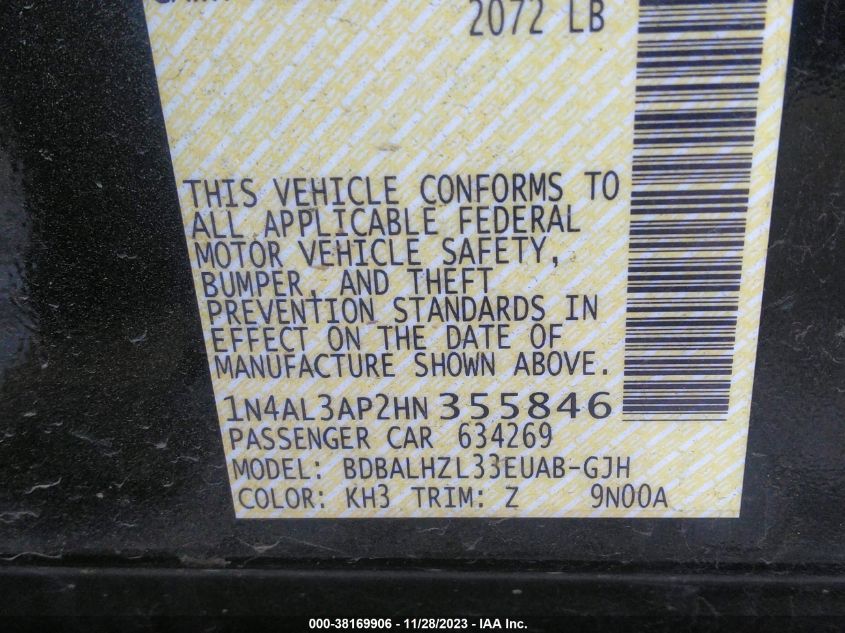 2072 LB
THIS VEHICLE CONFORMS TO
ALL APPLICABLE FEDERAL
MOTOR VEHICLE SAFETY,
BUMPER, AND THEFT
PREVENTION STANDARDS IN
EFFECT ON THE DATE OF
MANUFACTURE SHOWN ABOVE.
1N4AL3AP2HN 355846
PASSENGER CAR 634269
MODEL: BDBALHZL33EUAB-GJH
COLOR: KH3 TRIM: Z 9N00A
000-38169906 - 11/28/2023 - IAA Inc.